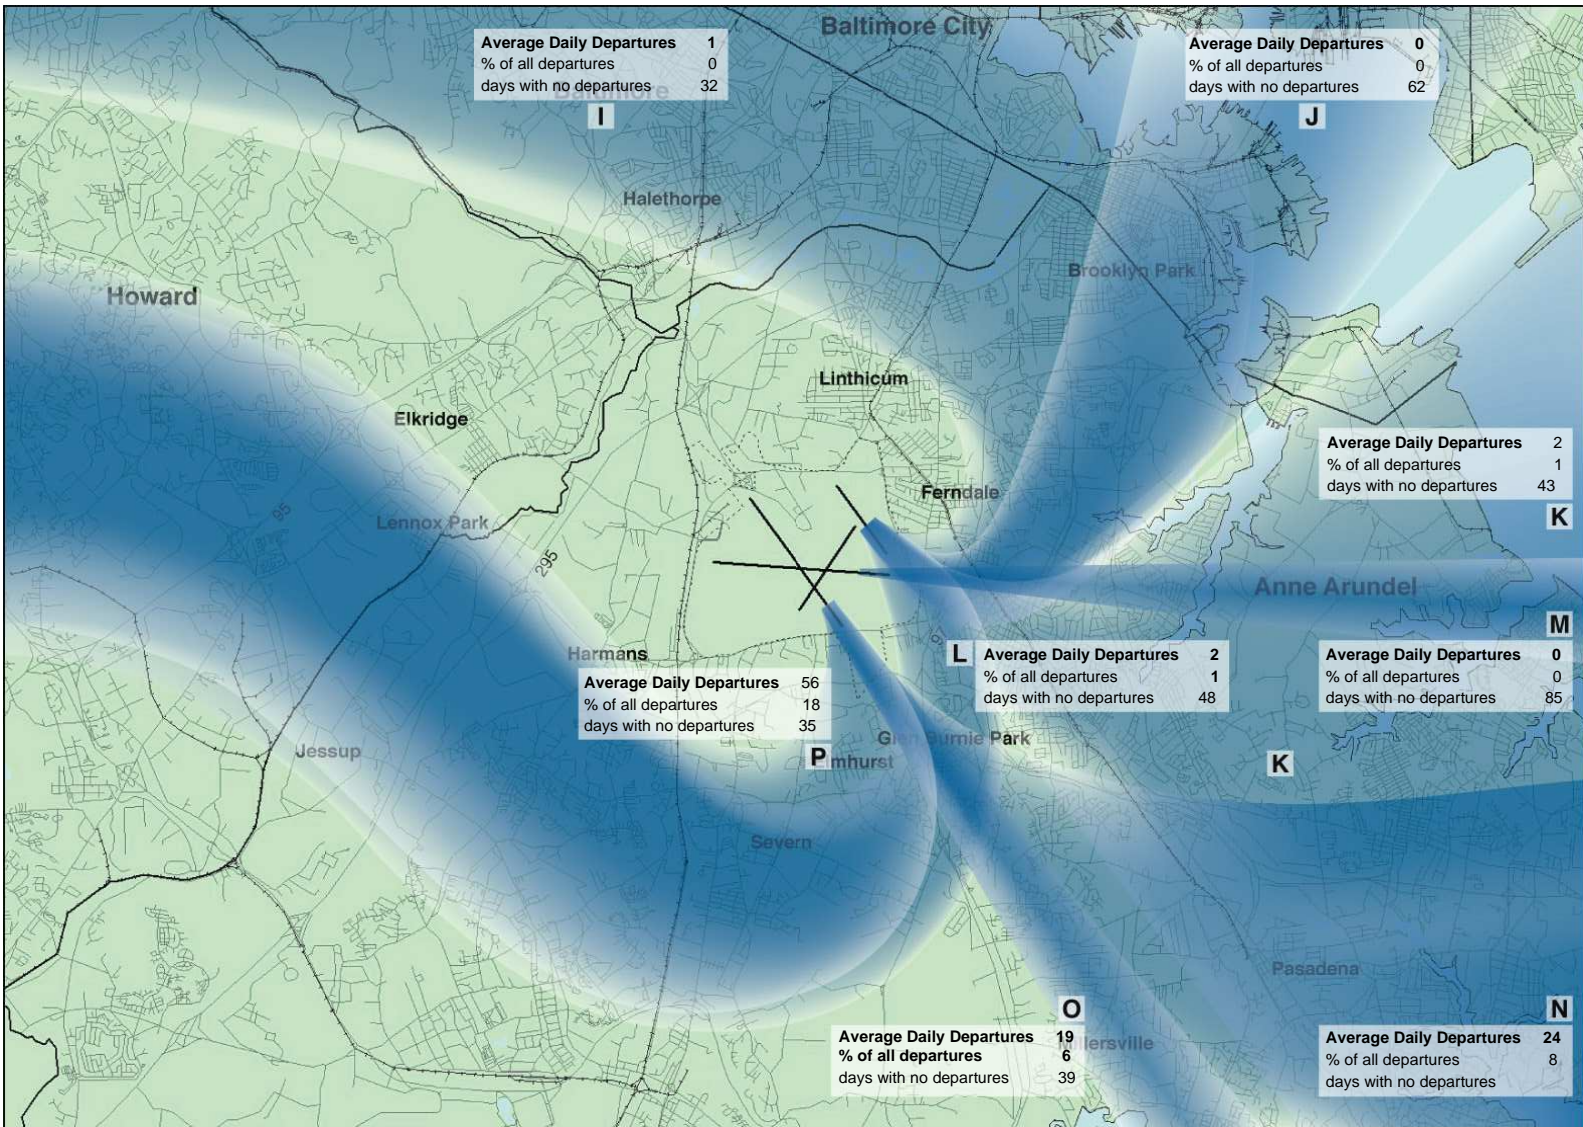 Baltimore City
Average Daily Departures 1
% of all departures 0
days with no departures 32
Baltimore
I
Average Daily Departures 0
% of all departures 0
days with no departures 62
J
Halethorpe
Brooklyn Park
Howard
Linthicum
Elkridge
Average Daily Departures 2
% of all departures 1
days with no departures 43
K
Ferndale
95
Lennox Park
295
Anne Arundel
M
Harmans
L
Average Daily Departures 2
% of all departures 1
days with no departures 48
Average Daily Departures 0
% of all departures 0
days with no departures 85
Average Daily Departures 56
% of all departures 18
days with no departures 35
P
Glen Burnie Park
Jessup
K
Severn
Pasadena
O
N
Average Daily Departures 19
% of all departures 6
days with no departures 39
Millersville
Average Daily Departures 24
% of all departures 8
days with no departures